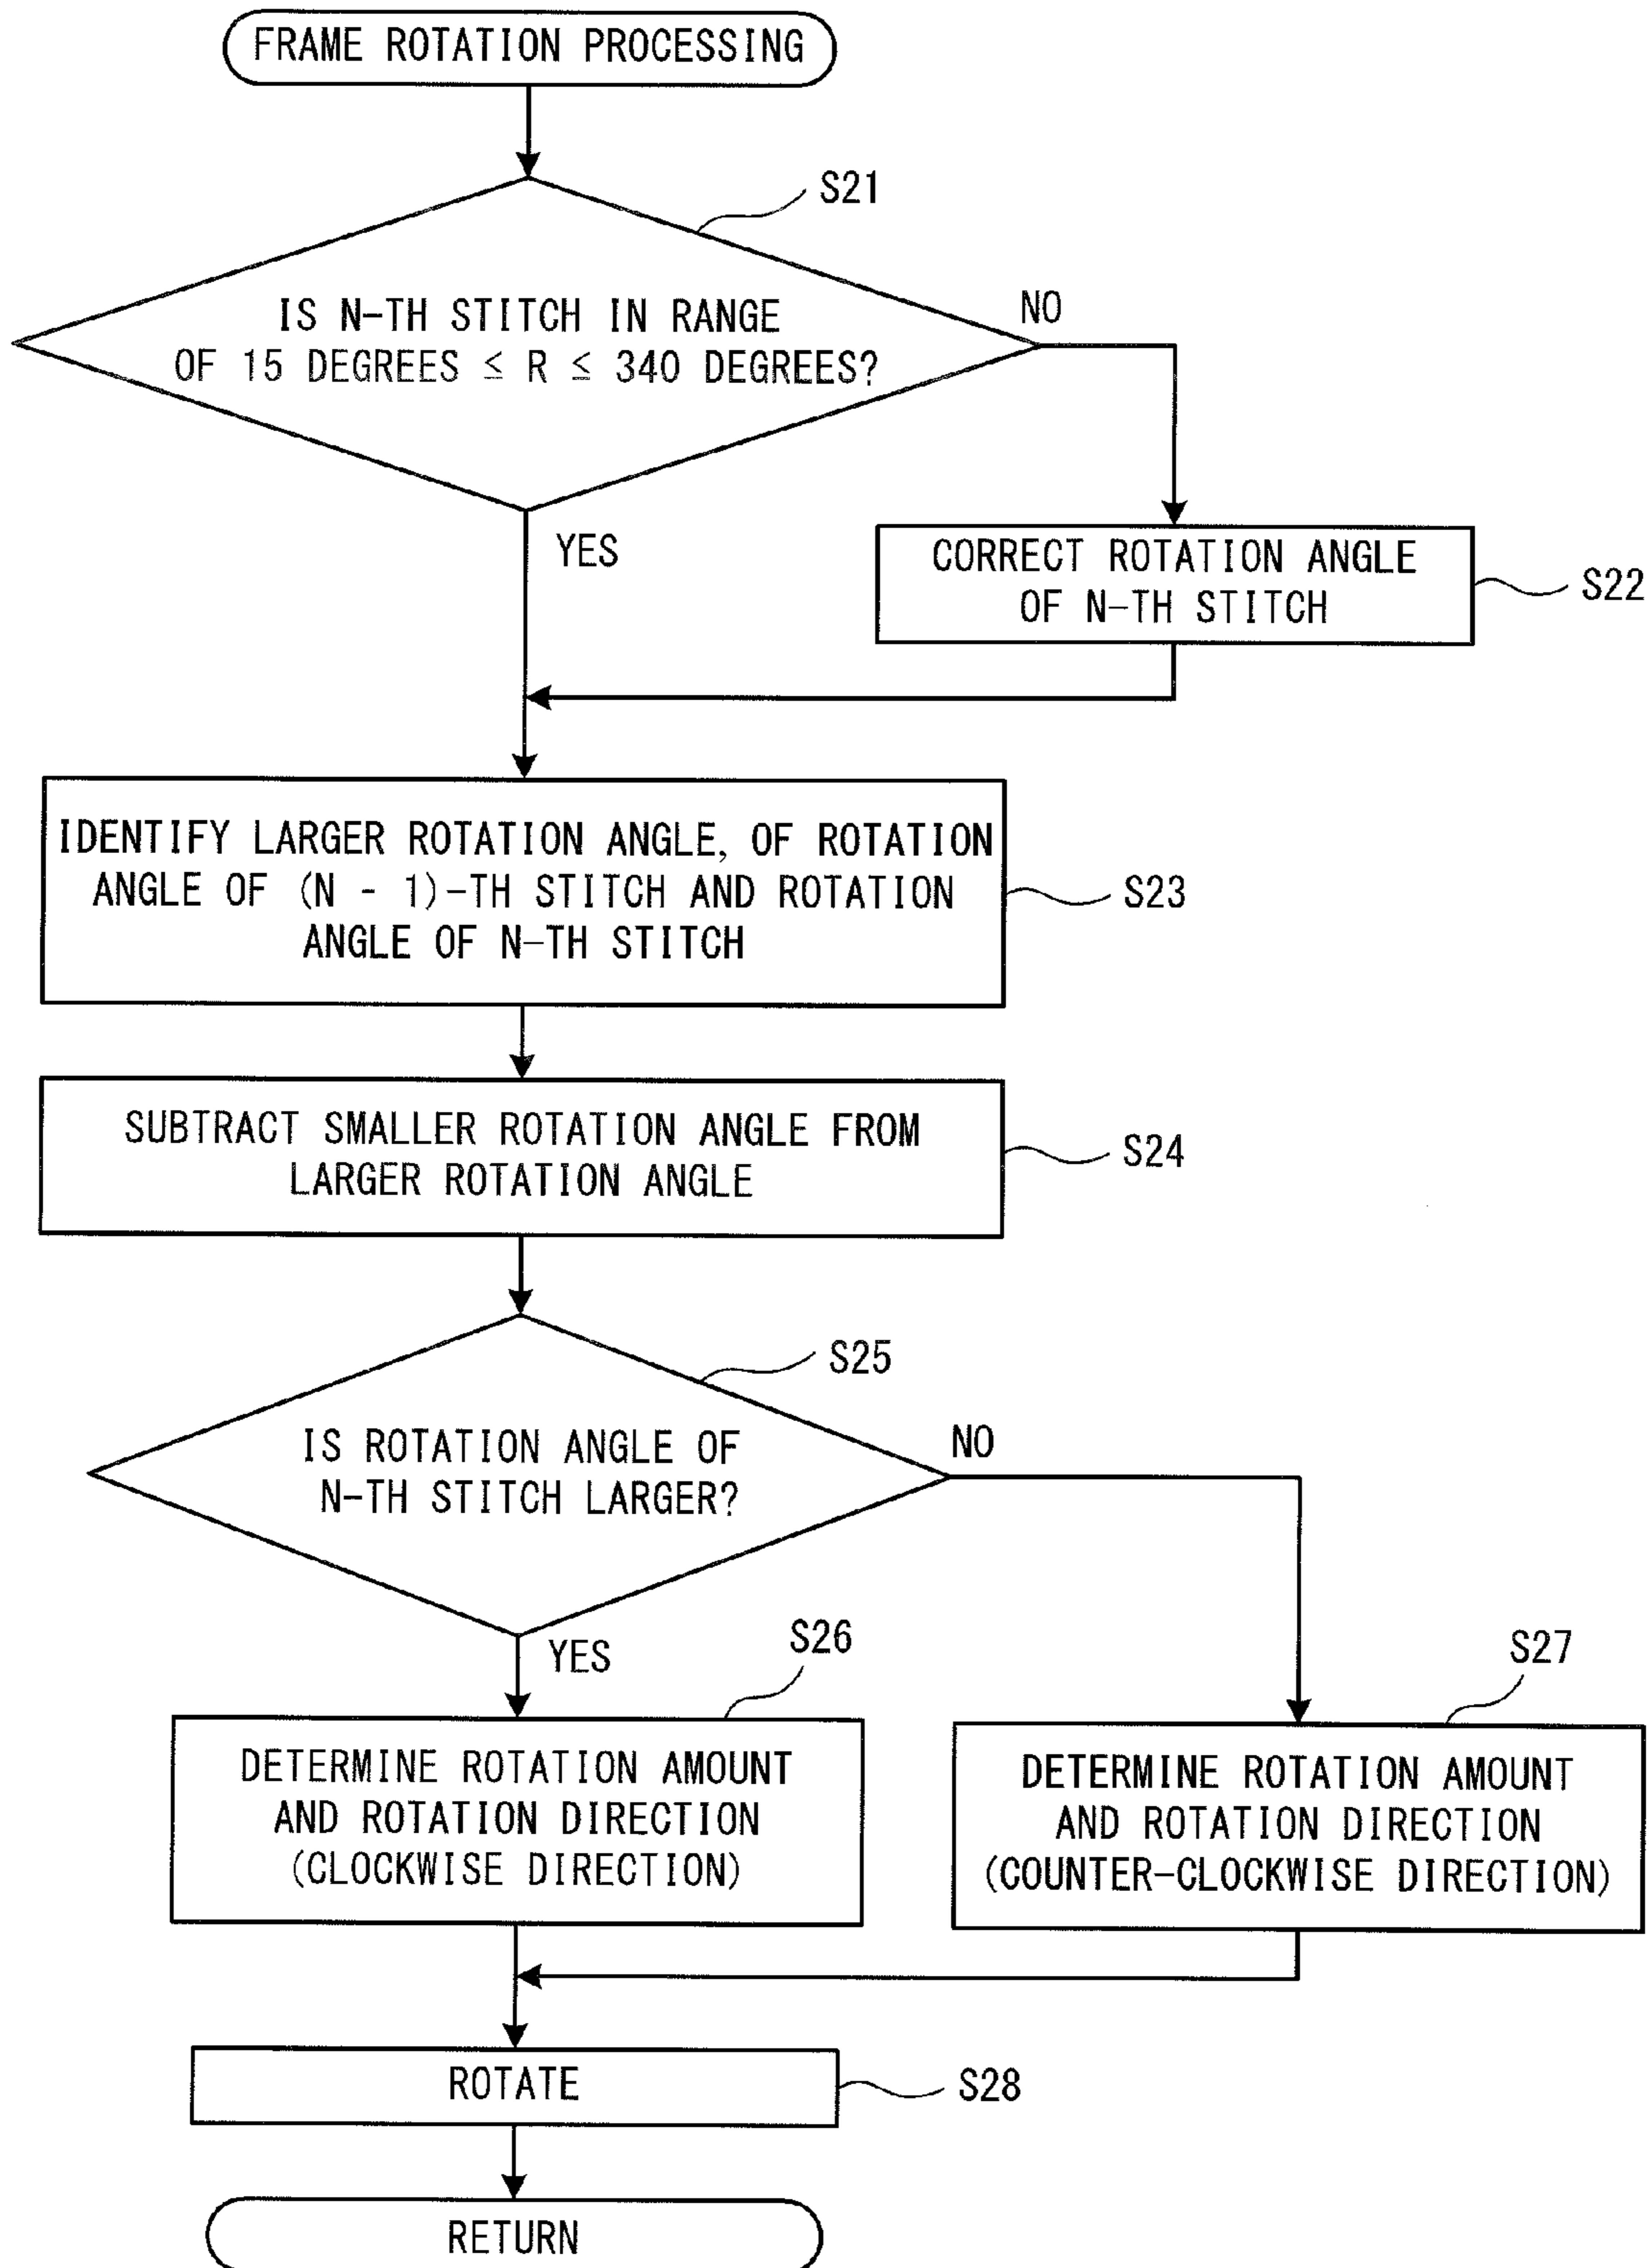 FRAME ROTATION PROCESSING
S21
IS N-TH STITCH IN RANGE
OF 15 DEGREES ≤ R ≤ 340 DEGREES?
NO
YES
CORRECT ROTATION ANGLE
OF N-TH STITCH
S22
IDENTIFY LARGER ROTATION ANGLE, OF ROTATION
ANGLE OF (N - 1)-TH STITCH AND ROTATION
ANGLE OF N-TH STITCH
S23
SUBTRACT SMALLER ROTATION ANGLE FROM
LARGER ROTATION ANGLE
S24
S25
IS ROTATION ANGLE OF
N-TH STITCH LARGER?
NO
YES
S26
S27
DETERMINE ROTATION AMOUNT
AND ROTATION DIRECTION
(CLOCKWISE DIRECTION)
DETERMINE ROTATION AMOUNT
AND ROTATION DIRECTION
(COUNTER-CLOCKWISE DIRECTION)
ROTATE
S28
RETURN